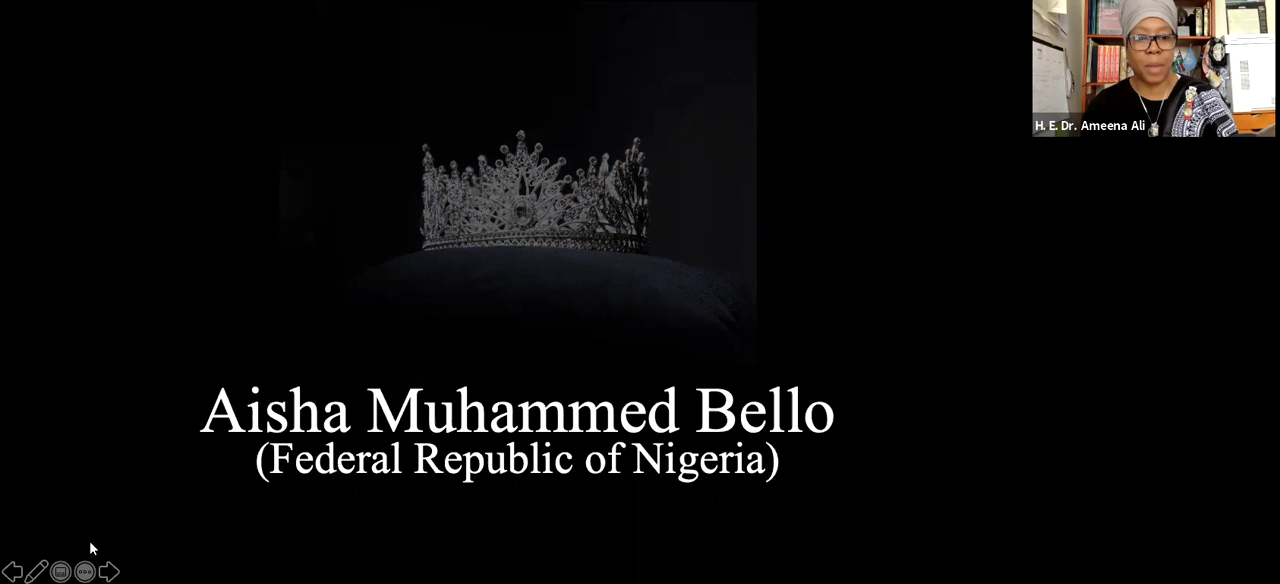 H. E. Dr. Ameena Ali
Aisha Muhammed Bello
(Federal Republic of Nigeria)